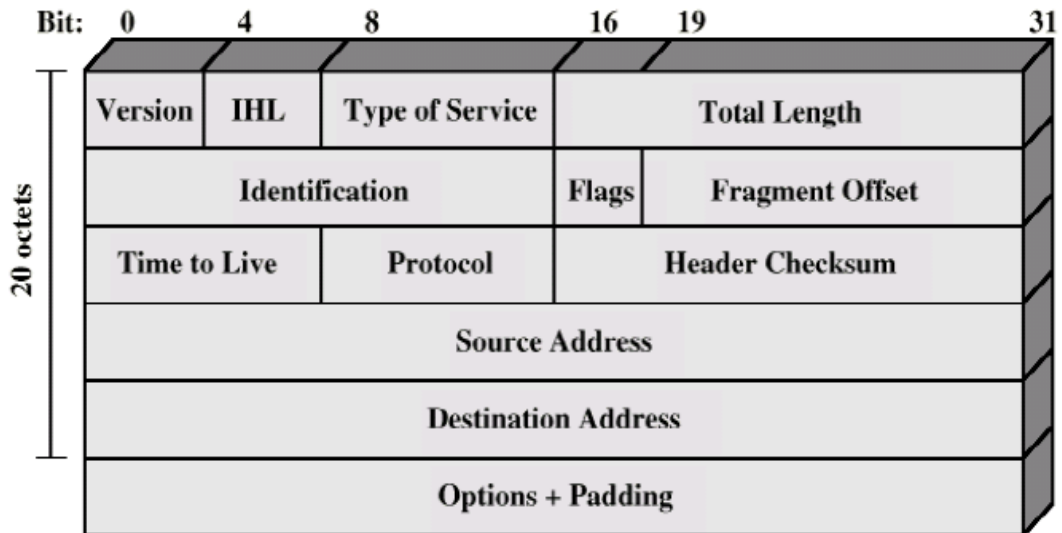 Bit: 0 4 8 16 19 31
Version IHL Type of Service Total Length
Identification Flags Fragment Offset
20 octets
Time to Live Protocol Header Checksum
Source Address
Destination Address
Options + Padding